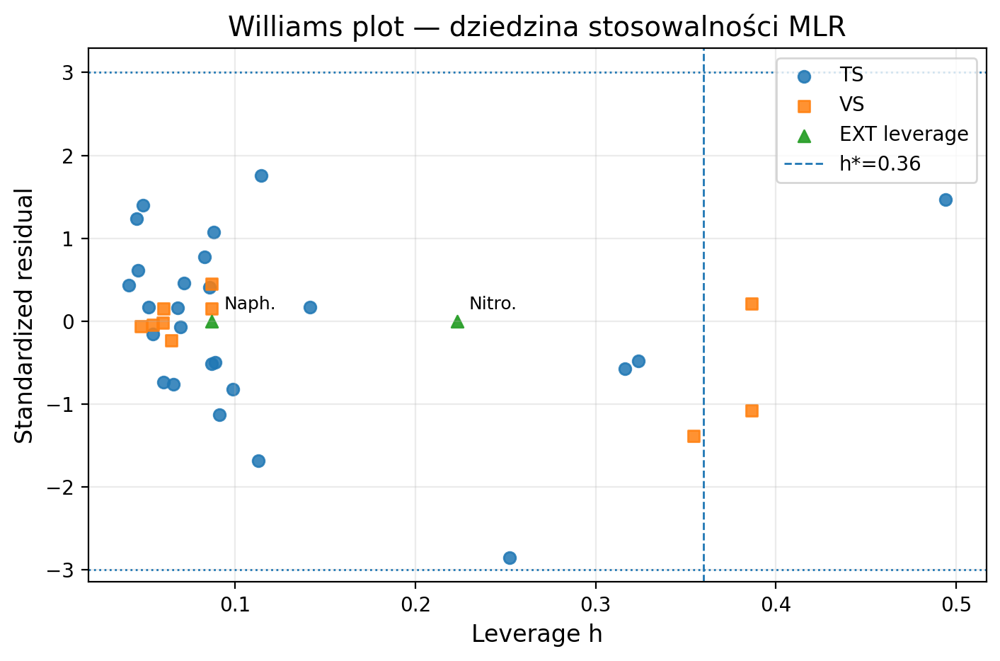 Williams plot — dziedzina stosowalności MLR
TS
VS
EXT leverage
h*=0.36
Naph.
Nitro.
Standardized residual
3
2
1
0
−1
−2
−3
0.1
0.2
0.3
0.4
0.5
Leverage h